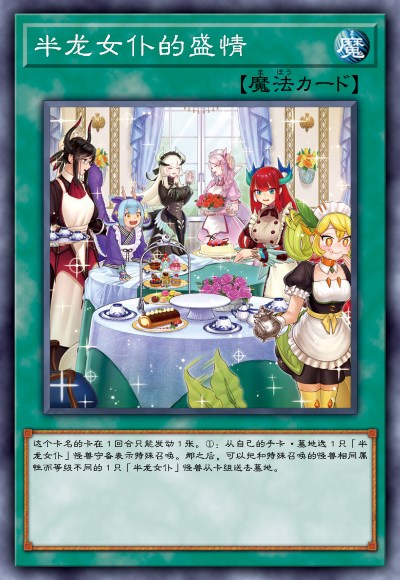 半龙女仆的盛情
魔
【魔法カード】
ま ほう
这个卡名的卡在1回合只能发动1张。①：从自己的手卡·墓地选1只「半
龙女仆」怪兽守备表示特殊召唤。那之后，可以把和特殊召唤的怪兽相同属
性而等级不同的1只「半龙女仆」怪兽从卡组送去墓地。